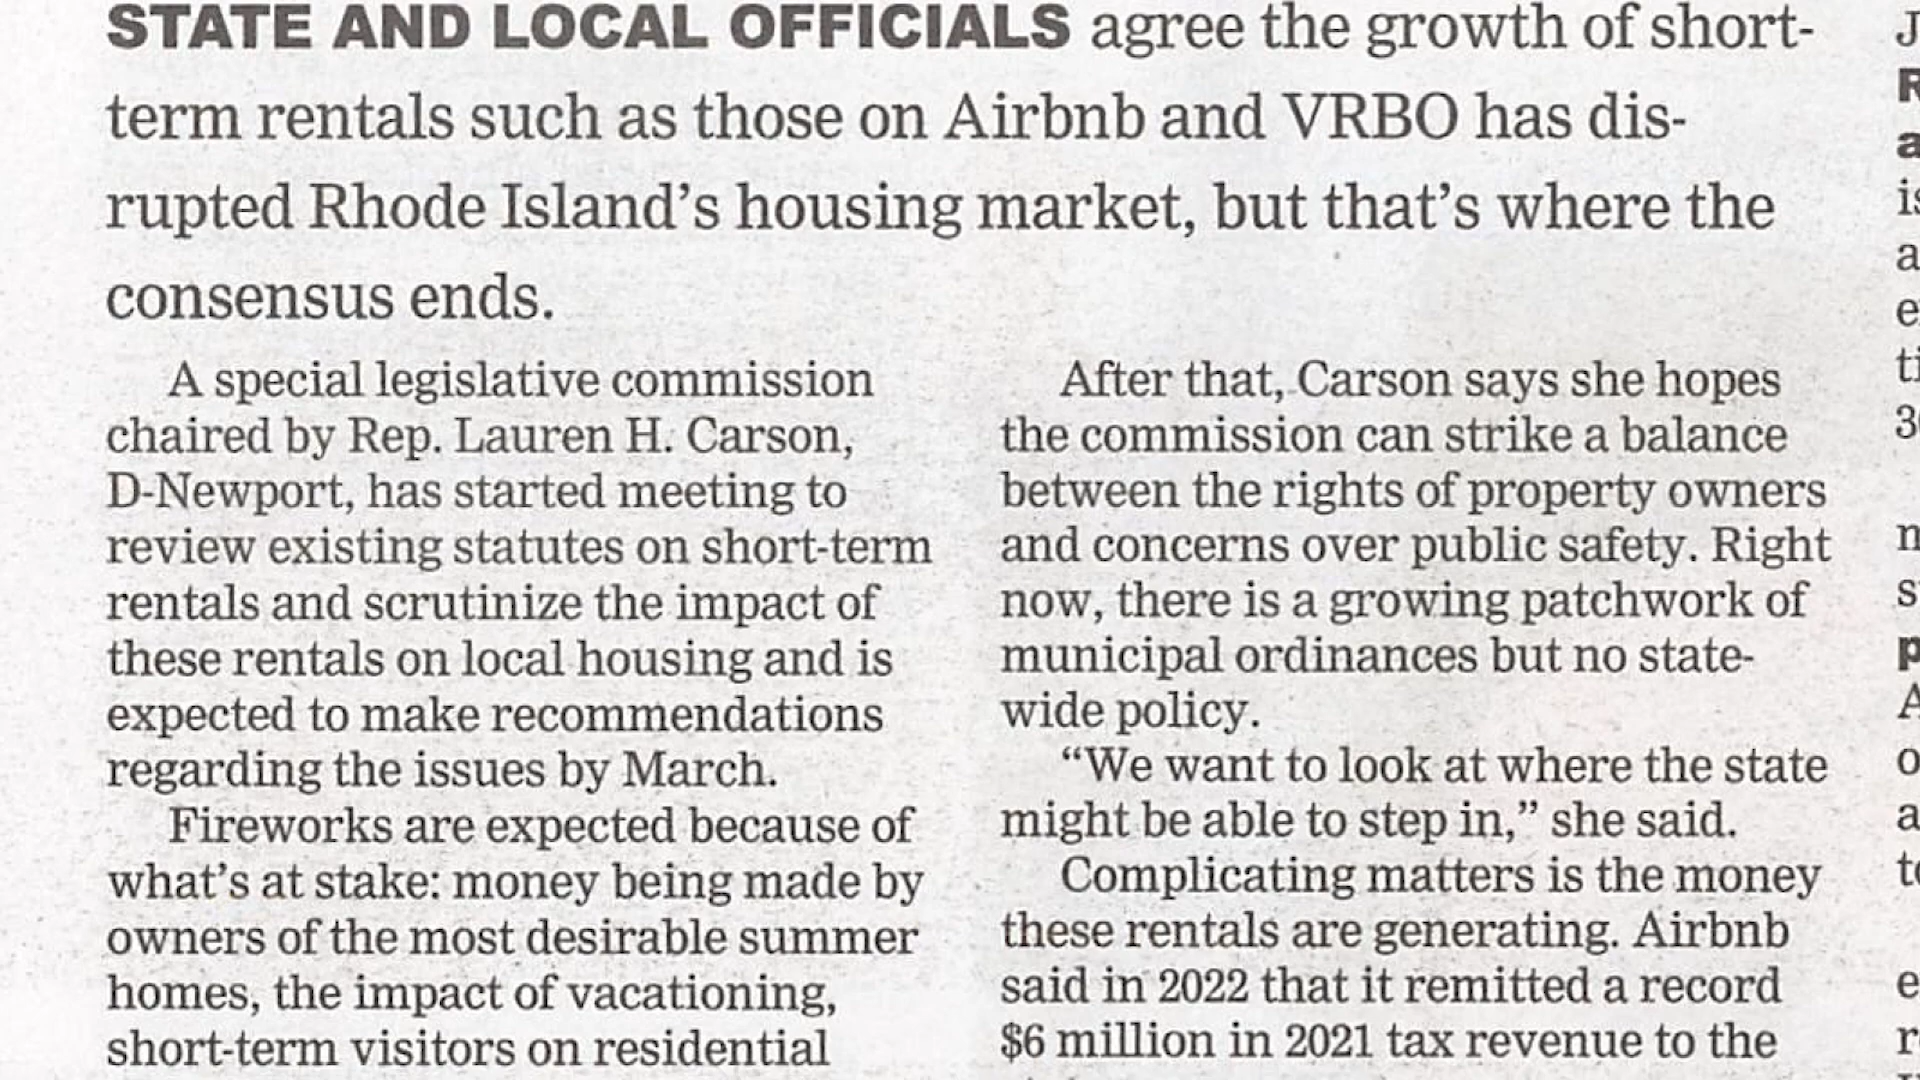 STATE AND LOCAL OFFICIALS agree the growth of short-
term rentals such as those on Airbnb and VRBO has dis-
rupted Rhode Island’s housing market, but that’s where the
consensus ends.
A special legislative commission
chaired by Rep. Lauren H. Carson,
D-Newport, has started meeting to
review existing statutes on short-term
rentals and scrutinize the impact of
these rentals on local housing and is
expected to make recommendations
regarding the issues by March.
Fireworks are expected because of
what’s at stake: money being made by
owners of the most desirable summer
homes, the impact of vacationing,
short-term visitors on residential
After that, Carson says she hopes
the commission can strike a balance
between the rights of property owners
and concerns over public safety. Right
now, there is a growing patchwork of
municipal ordinances but no state-
wide policy.
“We want to look at where the state
might be able to step in,” she said.
Complicating matters is the money
these rentals are generating. Airbnb
said in 2022 that it remitted a record
$6 million in 2021 tax revenue to the